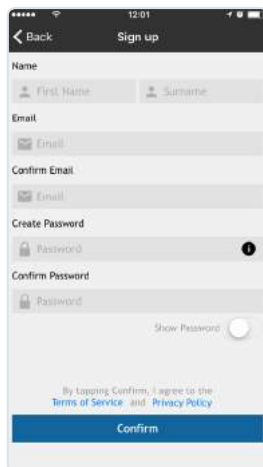 12:01
Back Sign up
Name
First Name Surname
Email
Email
Confirm Email
Email
Create Password
Password
Confirm Password
Password
Show Password
By tapping Confirm, I agree to the
Terms of Service and Privacy Policy
Confirm